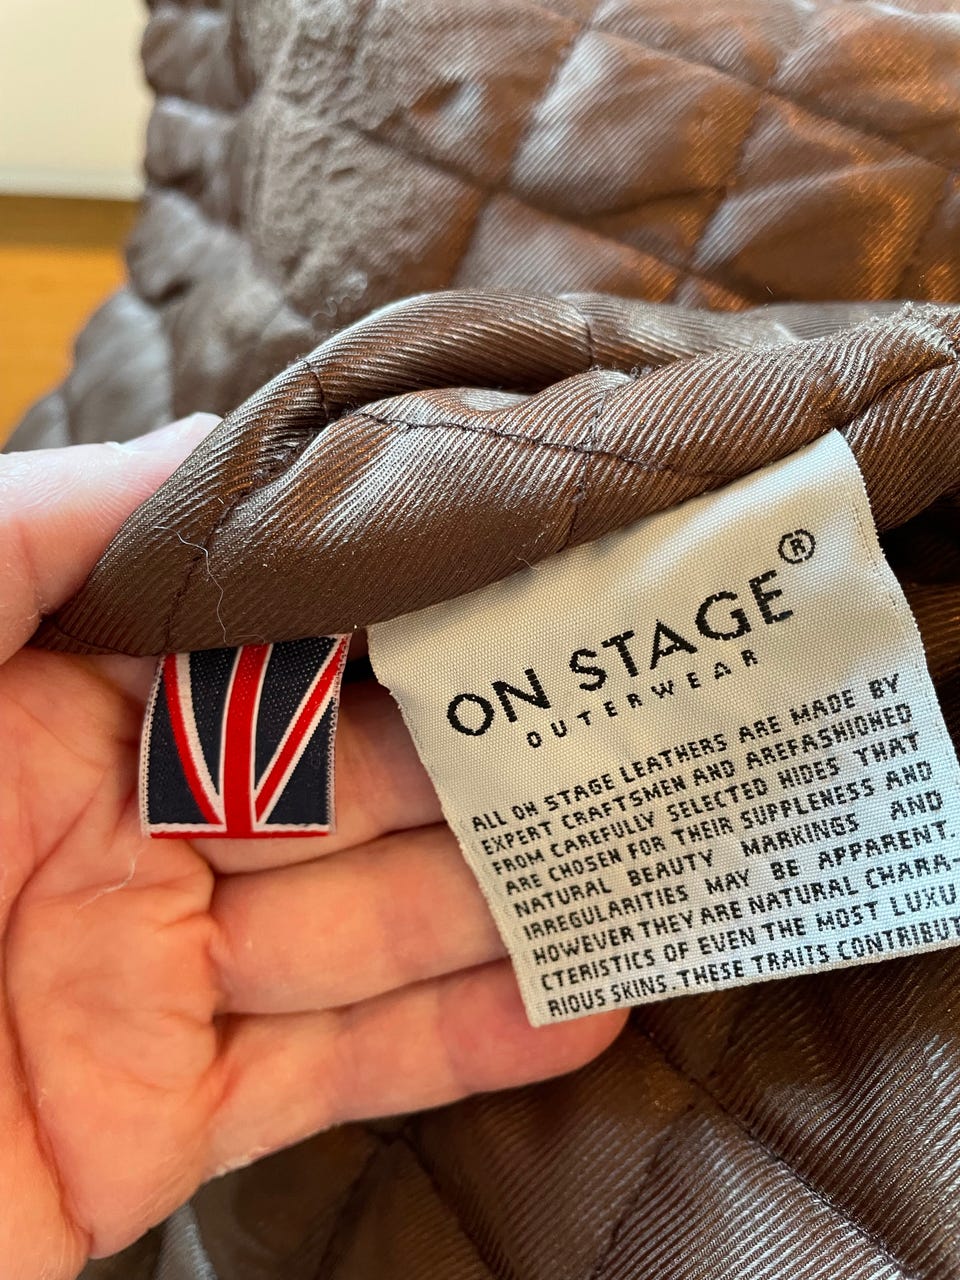 ON STAGE®
OUTERWEAR
ALL ON STAGE LEATHERS ARE MADE BY
EXPERT CRAFTSMEN AND AREFASHIONED
FROM CAREFULLY SELECTED HIDES THAT
ARE CHOSEN FOR THEIR SUPPLENESS AND
NATURAL BEAUTY MARKINGS AND
IRREGULARITIES MAY BE APPARENT.
HOWEVER THEY ARE NATURAL CHARA-
CTERISTICS OF EVEN THE MOST LUXU
RIOUS SKINS. THESE TRAITS CONTRIBUT